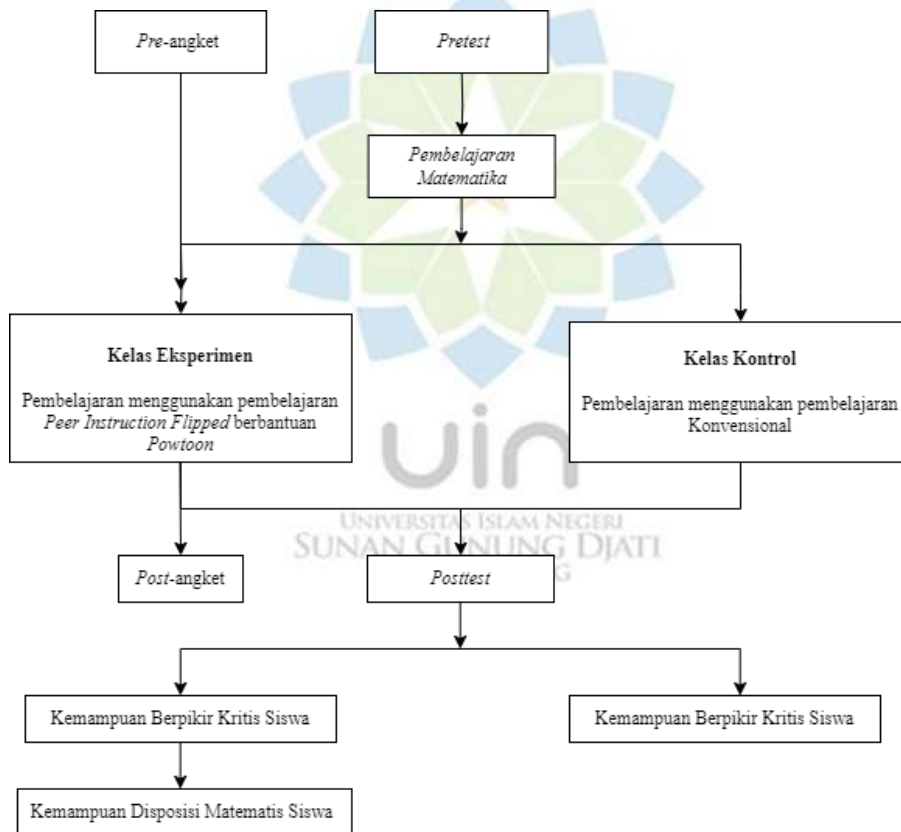 Pre-angket
Pretest
Pembelajaran
Matematika
Kelas Eksperimen
Pembelajaran menggunakan pembelajaran
Peer Instruction Flipped berbantuan
Powtoon
Kelas Kontrol
Pembelajaran menggunakan pembelajaran
Konvensional
uin
UNIVERSITAS ISLAM NEGERI
SUNAN GUNUNG DJATI
Post-angket
Posttest
Kemampuan Berpikir Kritis Siswa
Kemampuan Berpikir Kritis Siswa
Kemampuan Disposisi Matematis Siswa